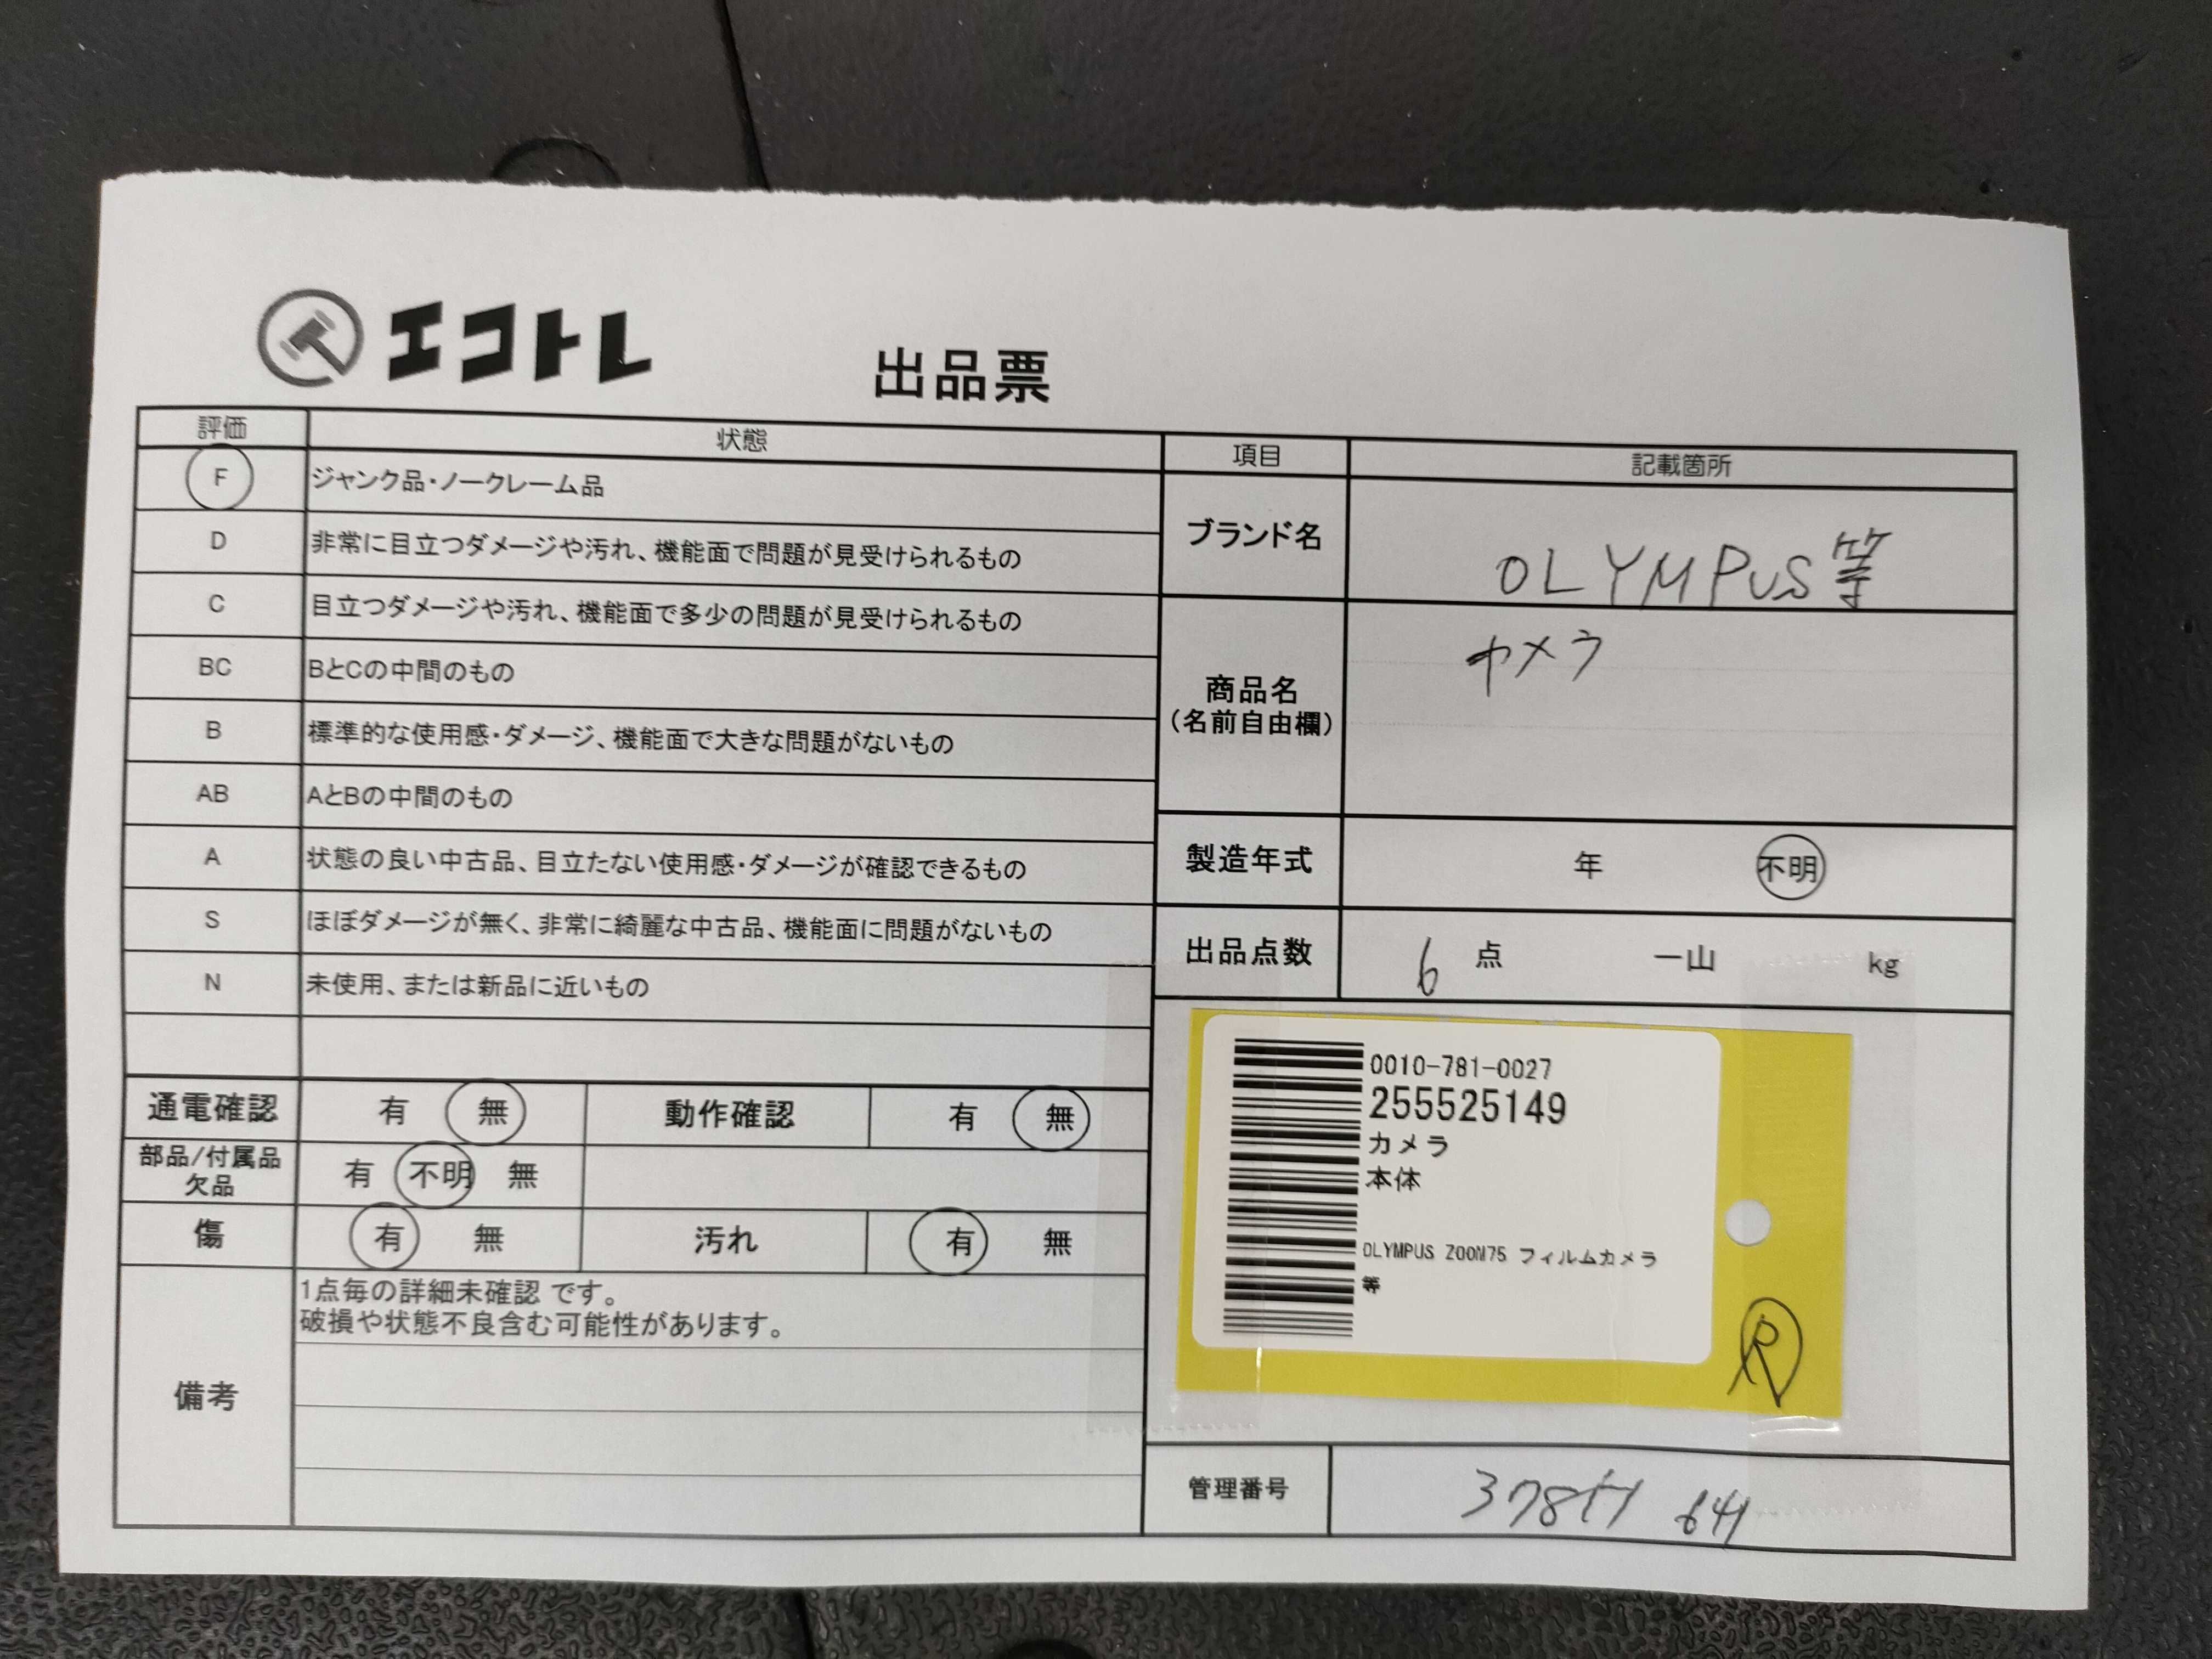 エコトレ
出品票
評価 状態
F ジャンク品・ノークレーム品
D 非常に目立つダメージや汚れ、機能面で問題が見受けられるもの
C 目立つダメージや汚れ、機能面で多少の問題が見受けられるもの
BC BとCの中間のもの
B 標準的な使用感・ダメージ、機能面で大きな問題がないもの
AB AとBの中間のもの
A 状態の良い中古品、目立たない使用感・ダメージが確認できるもの
S ほぼダメージが無く、非常に綺麗な中古品、機能面に問題がないもの
N 未使用、または新品に近いもの
通電確認 有 無 動作確認 有 無
部品/付属品
欠品 有 不明 無
傷 有 無 汚れ 有 無
備考
1点毎の詳細未確認 です。
破損や状態不良含む可能性があります。
項目 記載箇所
ブランド名 OLYMPUS等
商品名
(名前自由欄)
カメラ
製造年式 年 不明
出品点数 6 点 一山 kg
0010-781-0027
255525149
カメラ
本体
OLYMPUS ZOOM75 フィルムカメラ
等
R
管理番号 378